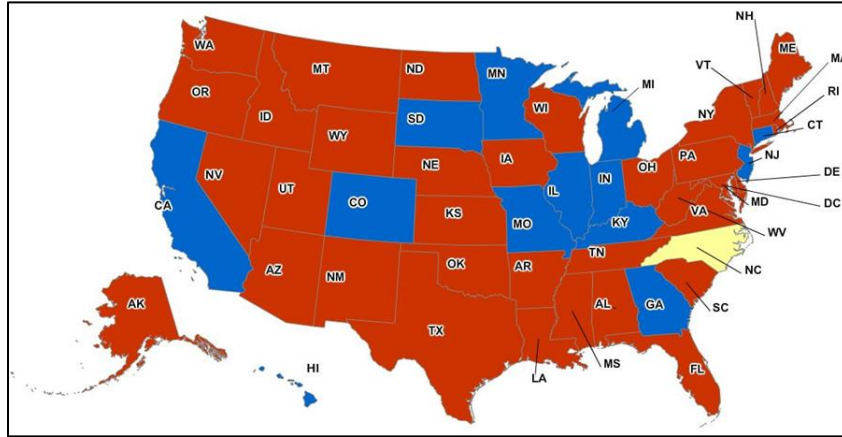 WA
OR
CA
NV
ID
MT
WY
UT
AZ
CO
NM
ND
SD
NE
KS
OK
TX
MN
IA
MO
AR
LA
WI
IL
MI
IN
KY
TN
MS
AL
GA
FL
SC
NC
VA
WV
OH
PA
NY
VT
NH
ME
MA
RI
CT
NJ
DE
MD
DC
AK
HI